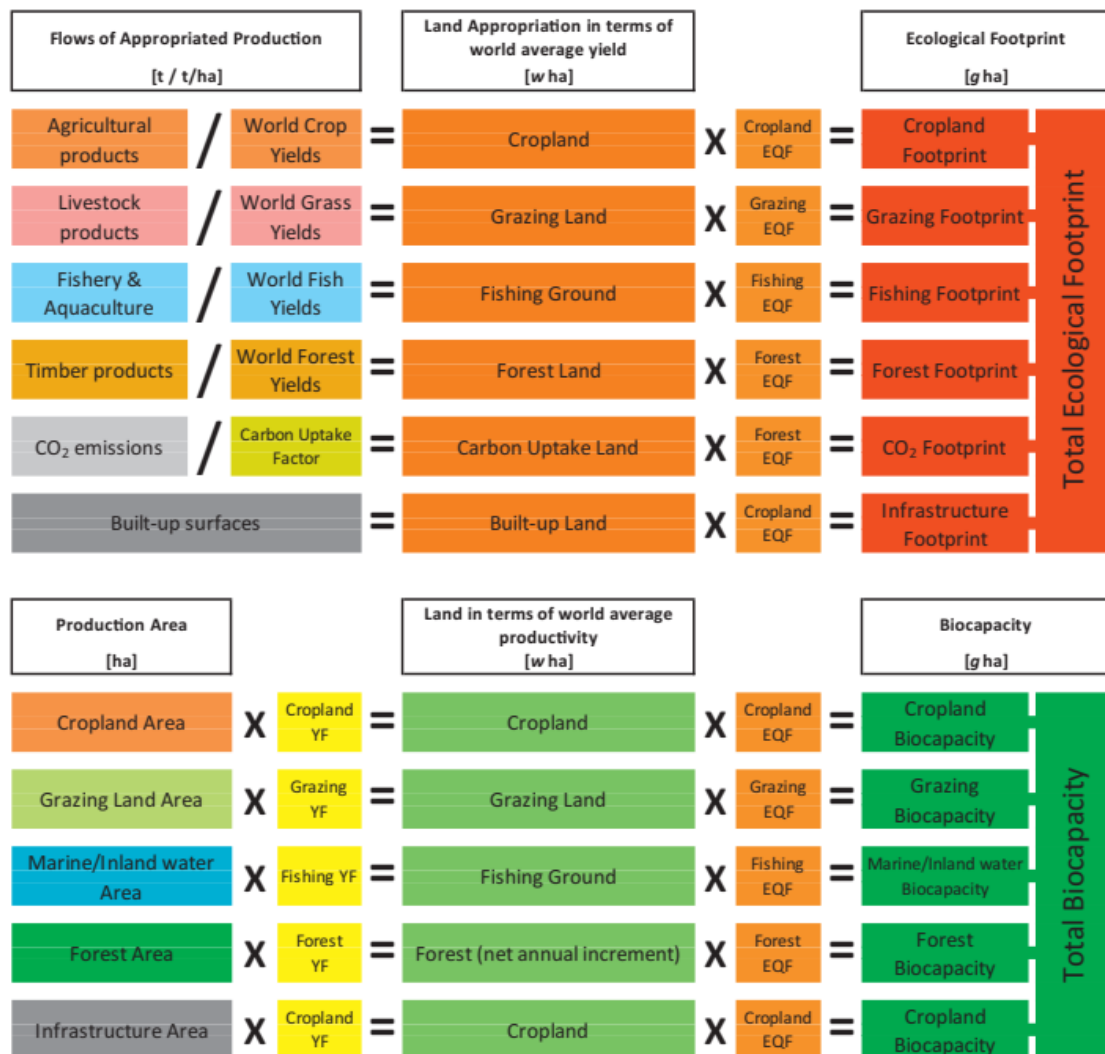 Flows of Appropriated Production
[t / t/ha]
Land Appropriation in terms of
world average yield
[w ha]
Ecological Footprint
[g ha]
Agricultural
products
/
World Crop
Yields
=
Cropland
X
Cropland
EQF
=
Cropland
Footprint
Livestock
products
/
World Grass
Yields
=
Grazing Land
X
Grazing
EQF
=
Grazing Footprint
Fishery &
Aquaculture
/
World Fish
Yields
=
Fishing Ground
X
Fishing
EQF
=
Fishing Footprint
Timber products
/
World Forest
Yields
=
Forest Land
X
Forest
EQF
=
Forest Footprint
CO₂ emissions
/
Carbon Uptake
Factor
=
Carbon Uptake Land
X
Forest
EQF
=
CO₂ Footprint
Built-up surfaces
=
Built-up Land
X
Cropland
EQF
=
Infrastructure
Footprint
Total Ecological Footprint
Production Area
[ha]
Land in terms of world average
productivity
[w ha]
Biocapacity
[g ha]
Cropland Area
X
Cropland
YF
=
Cropland
X
Cropland
EQF
=
Cropland
Biocapacity
Grazing Land Area
X
Grazing
YF
=
Grazing Land
X
Grazing
EQF
=
Grazing
Biocapacity
Marine/Inland water
Area
X
Fishing YF
=
Fishing Ground
X
Fishing
EQF
=
Marine/Inland water
Biocapacity
Forest Area
X
Forest
YF
=
Forest (net annual increment)
X
Forest
EQF
=
Forest
Biocapacity
Infrastructure Area
X
Cropland
YF
=
Cropland
X
Cropland
EQF
=
Cropland
Biocapacity
Total Biocapacity